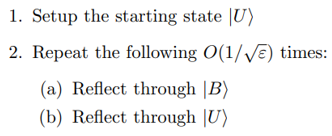 1. Setup the starting state |U⟩
2. Repeat the following O(1/√ε) times:
(a) Reflect through |B⟩
(b) Reflect through |U⟩